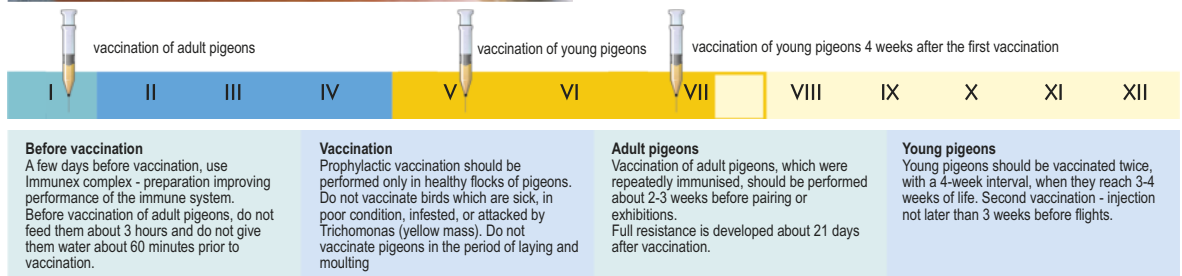 vaccination of adult pigeons
vaccination of young pigeons
vaccination of young pigeons 4 weeks after the first vaccination
I II III IV V VI VII VIII IX X XI XII
Before vaccination
A few days before vaccination, use
Immunex complex - preparation improving
performance of the immune system.
Before vaccination of adult pigeons, do not
feed them about 3 hours and do not give
them water about 60 minutes prior to
vaccination.
Vaccination
Prophylactic vaccination should be
performed only in healthy flocks of pigeons.
Do not vaccinate birds which are sick, in
poor condition, infested, or attacked by
Trichomonas (yellow mass). Do not
vaccinate pigeons in the period of laying and
moulting
Adult pigeons
Vaccination of adult pigeons, which were
repeatedly immunised, should be performed
about 2-3 weeks before pairing or
exhibitions.
Full resistance is developed about 21 days
after vaccination.
Young pigeons
Young pigeons should be vaccinated twice,
with a 4-week interval, when they reach 3-4
weeks of life. Second vaccination - injection
not later than 3 weeks before flights.